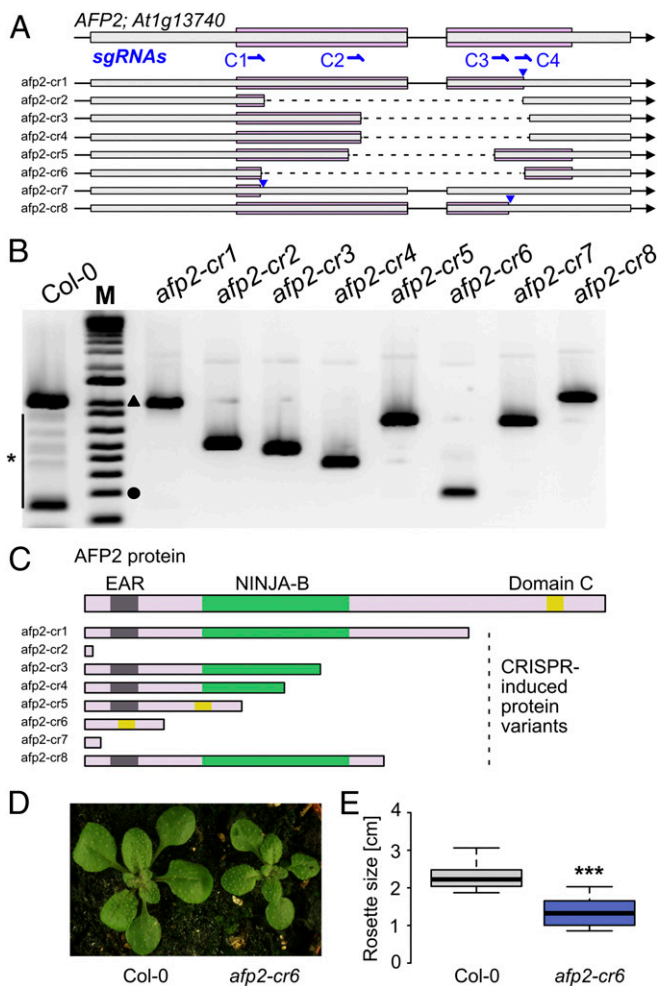 A
AFP2; At1g13740
sgRNAs C1 C2 C3 C4
afp2-cr1
afp2-cr2
afp2-cr3
afp2-cr4
afp2-cr5
afp2-cr6
afp2-cr7
afp2-cr8
B
Col-0 M afp2-cr1 afp2-cr2 afp2-cr3 afp2-cr4 afp2-cr5 afp2-cr6 afp2-cr7 afp2-cr8
*
C
AFP2 protein
EAR NINJA-B Domain C
afp2-cr1
afp2-cr2
afp2-cr3
afp2-cr4
afp2-cr5
afp2-cr6
afp2-cr7
afp2-cr8
CRISPR-
induced
protein
variants
D
Col-0 afp2-cr6
E
Rosette size [cm]
4
3
2
1
0
***
Col-0 afp2-cr6